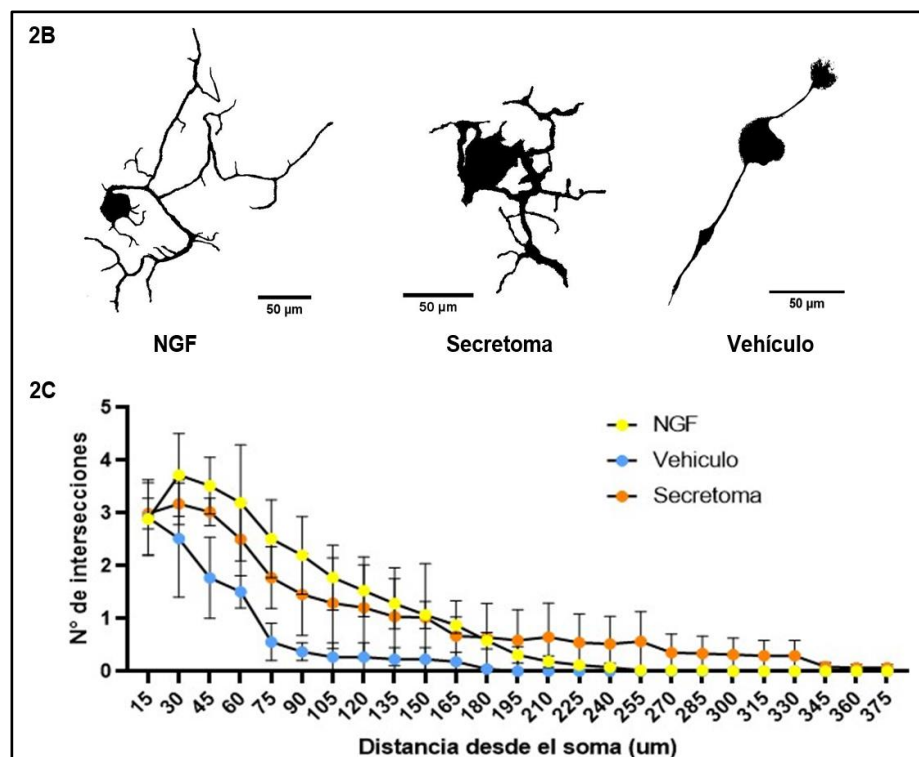 2B
50 µm
50 µm
50 µm
NGF
Secretoma
Vehículo
2C
N° de intersecciones
5
4
3
2
1
0
NGF
Vehiculo
Secretoma
15 30 45 60 75 90 105 120 135 150 165 180 195 210 225 240 255 270 285 300 315 330 345 360 375
Distancia desde el soma (um)